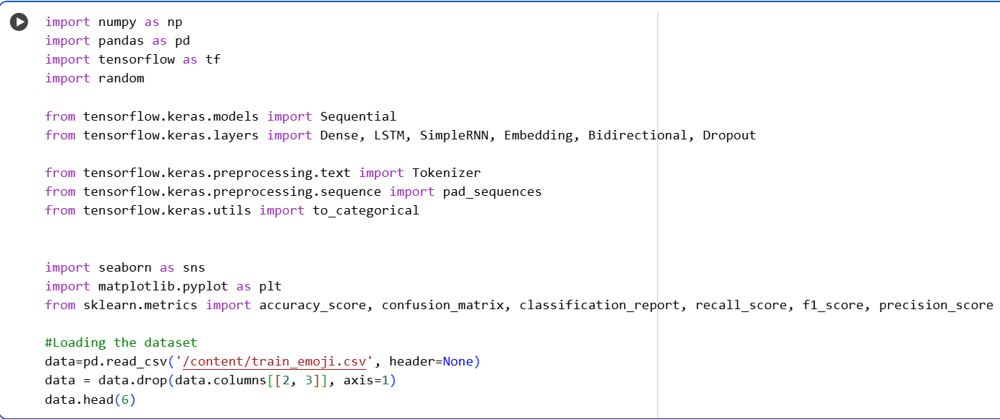 import numpy as np
import pandas as pd
import tensorflow as tf
import random
from tensorflow.keras.models import Sequential
from tensorflow.keras.layers import Dense, LSTM, SimpleRNN, Embedding, Bidirectional, Dropout
from tensorflow.keras.preprocessing.text import Tokenizer
from tensorflow.keras.preprocessing.sequence import pad_sequences
from tensorflow.keras.utils import to_categorical
import seaborn as sns
import matplotlib.pyplot as plt
from sklearn.metrics import accuracy_score, confusion_matrix, classification_report, recall_score, f1_score, precision_score
#Loading the dataset
data=pd.read_csv('/content/train_emoji.csv', header=None)
data = data.drop(data.columns[[2, 3]], axis=1)
data.head(6)